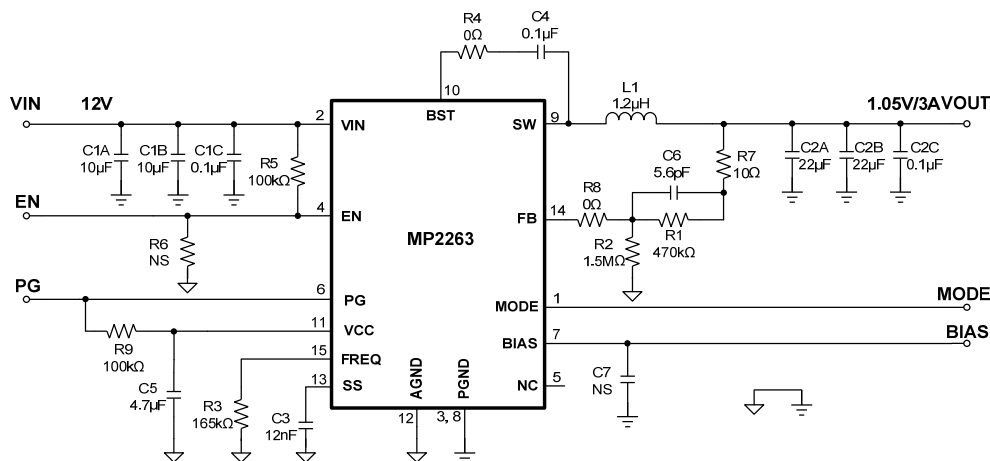 R4
0Ω
C4
0.1µF
10
BST
VIN
12V
2
VIN
SW
9
L1
1.2µH
1.05V/3A VOUT
C1A
10µF
C1B
10µF
C1C
0.1µF
R5
100kΩ
C6
5.6pF
R7
10Ω
C2A
22µF
C2B
22µF
C2C
0.1µF
EN
4
EN
MP2263
FB
14
R8
0Ω
R6
NS
R2
1.5MΩ
R1
470kΩ
PG
6
PG
MODE
1
MODE
11
VCC
BIAS
7
BIAS
R9
100kΩ
15
FREQ
C5
4.7µF
13
SS
NC
5
C7
NS
R3
165kΩ
C3
12nF
AGND
PGND
12
3, 8